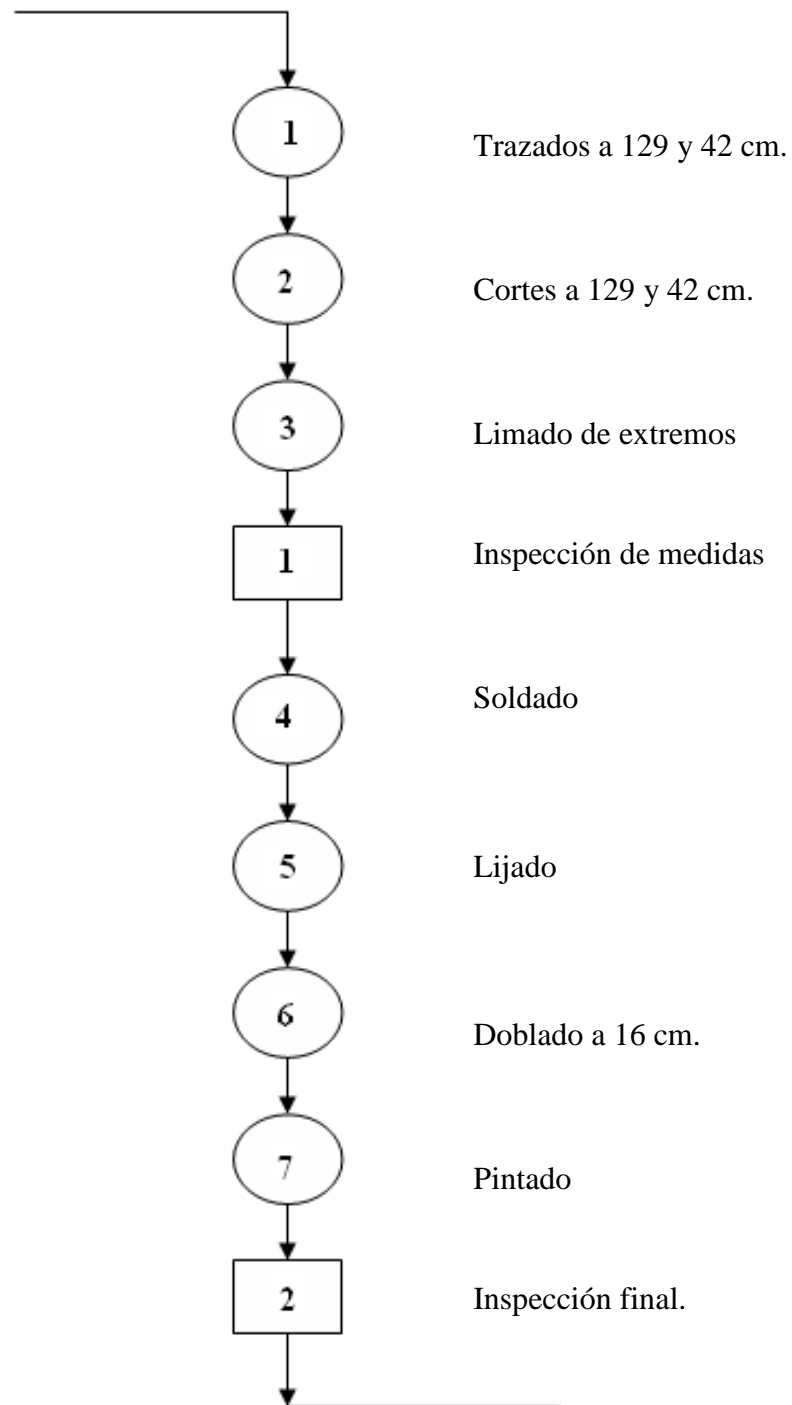 1 Trazados a 129 y 42 cm.
2 Cortes a 129 y 42 cm.
3 Limado de extremos
1 Inspección de medidas
4 Soldado
5 Lijado
6 Doblado a 16 cm.
7 Pintado
2 Inspección final.